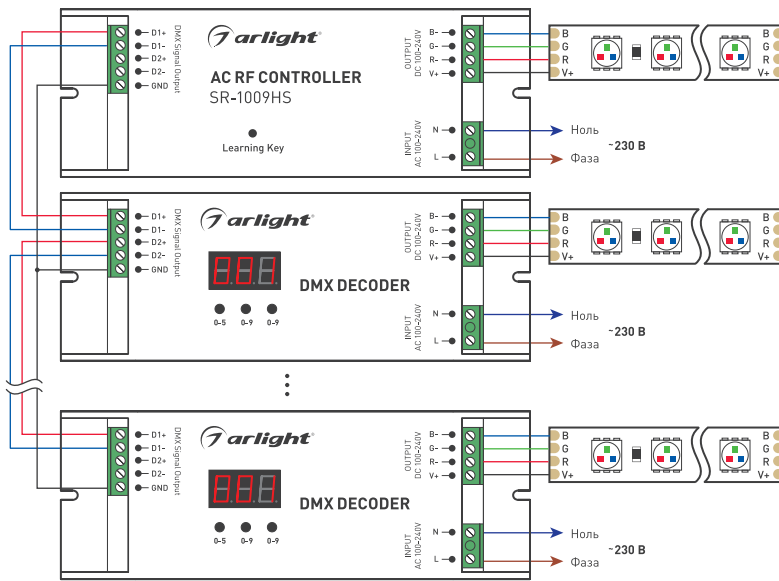 D1+
D1-
D2+
D2-
GND
DMX Signal Output
arlight®
AC RF CONTROLLER
SR-1009HS
Learning Key
OUTPUT
DC 100-240V
B-
G-
R-
V+
INPUT
AC 100-240V
N
L
Ноль
Фаза
~230 В
B
G
R
V+
B
G
R
V+
D1+
D1-
D2+
D2-
GND
DMX Signal Output
arlight®
DMX DECODER
001
0-5 0-9 0-9
OUTPUT
DC 100-240V
B-
G-
R-
V+
INPUT
AC 100-240V
N
L
Ноль
Фаза
~230 В
B
G
R
V+
B
G
R
V+
D1+
D1-
D2+
D2-
GND
DMX Signal Output
arlight®
DMX DECODER
001
0-5 0-9 0-9
OUTPUT
DC 100-240V
B-
G-
R-
V+
INPUT
AC 100-240V
N
L
Ноль
Фаза
~230 В
B
G
R
V+
B
G
R
V+